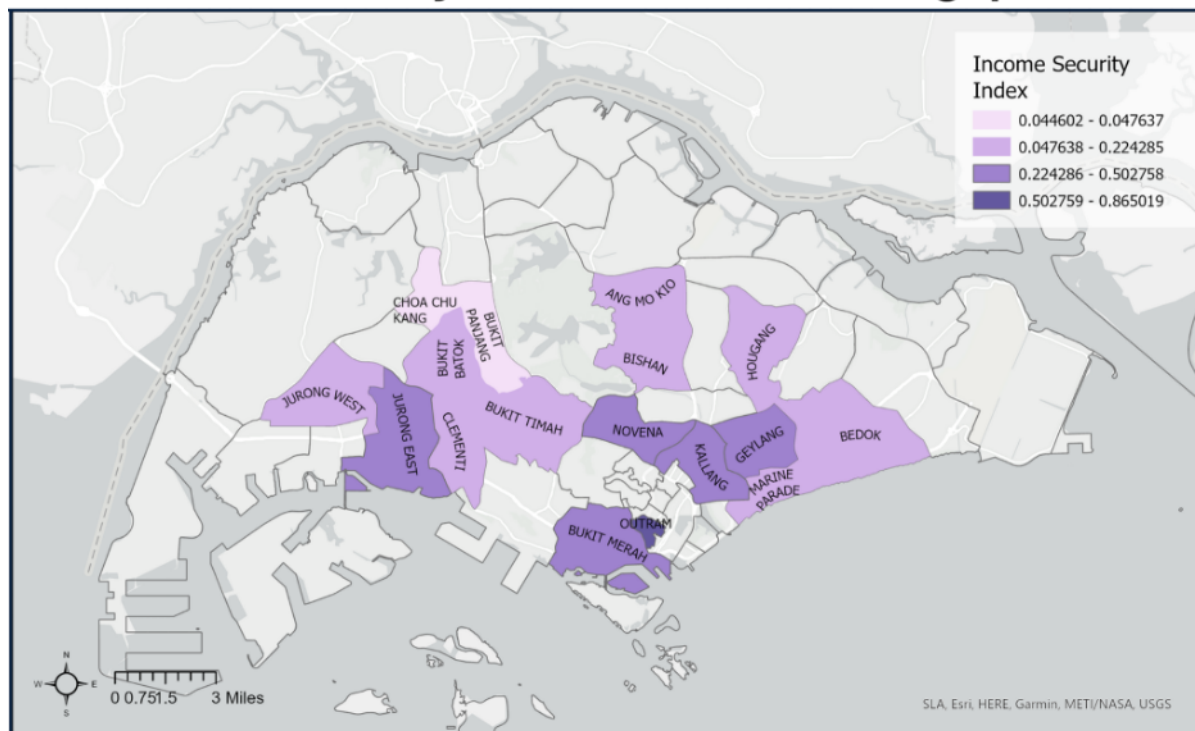 Income Security
Index
0.044602 - 0.047637
0.047638 - 0.224285
0.224286 - 0.502758
0.502759 - 0.865019
CHOA CHU
KANG
BUKIT
PANJANG
BUKIT
BATOK
ANG MO KIO
BISHAN
HOUGANG
JURONG WEST
JURONG EAST
CLEMENTI
BUKIT TIMAH
NOVENA
KALLANG
GEYLANG
BEDOK
MARINE
PARADE
OUTRAM
BUKIT MERAH
N
W
E
S
0 0.751.5 3 Miles
SLA, Esri, HERE, Garmin, METI/NASA, USGS